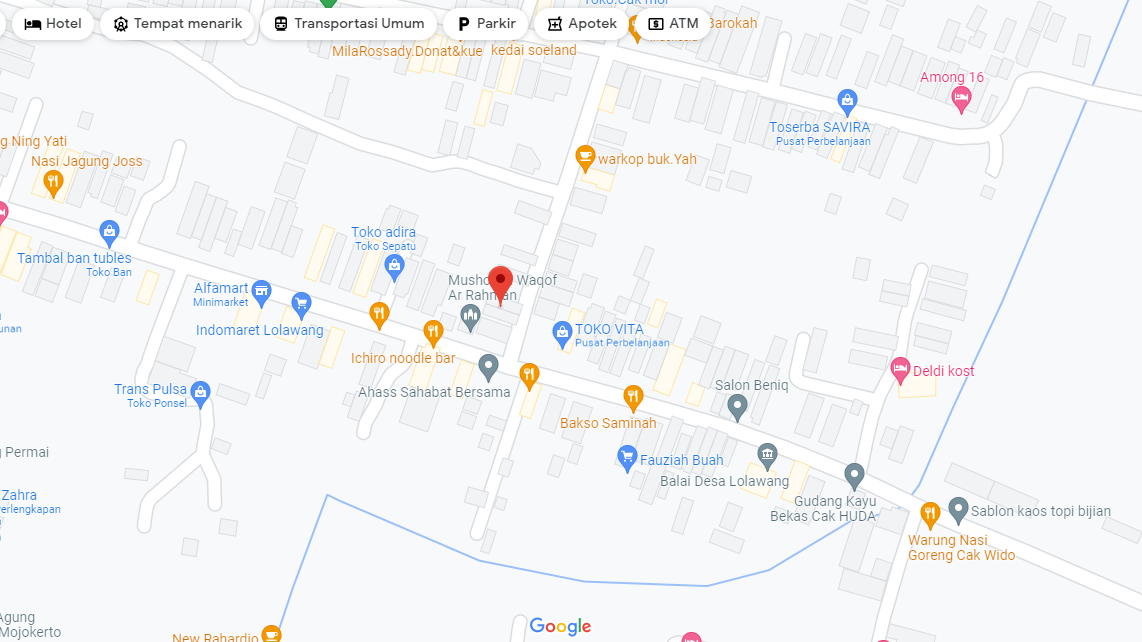 Toko.Cak mol
Hotel
Tempat menarik
Transportasi Umum
Parkir
Apotek
ATM
Barokah
Indonesia
MilaRossady.Donat&kue
kedai soeland
Among 16
Toserba SAVIRA
Pusat Perbelanjaan
g Ning Yati
Nasi Jagung Joss
warkop buk.Yah
Toko adira
Toko Sepatu
Tambal ban tubles
Toko Ban
Alfamart
Minimarket
Ar Rahman
Waqof
Indomaret Lolawang
unan
TOKO VITA
Pusat Perbelanjaan
Ichiro noodle bar
Deldi kost
Trans Pulsa
Toko Ponsel
Ahass Sahabat Bersama
Salon Beniq
Bakso Saminah
Permai
Fauziah Buah
Balai Desa Lolawang
Zahra
erlengkapan
Gudang Kayu
Bekas Cak HUDA
Sablon kaos topi bijian
Warung Nasi
Goreng Cak Wido
Agung
Mojokerto
New Rahardjo
Google